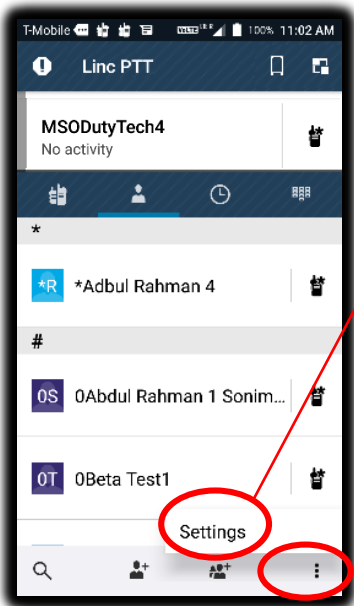 T-Mobile 100% 11:02 AM
Linc PTT
MSODutyTech4
No activity
*
*R *Adbul Rahman 4
#
0S 0Abdul Rahman 1 Sonim...
0T 0Beta Test1
Settings